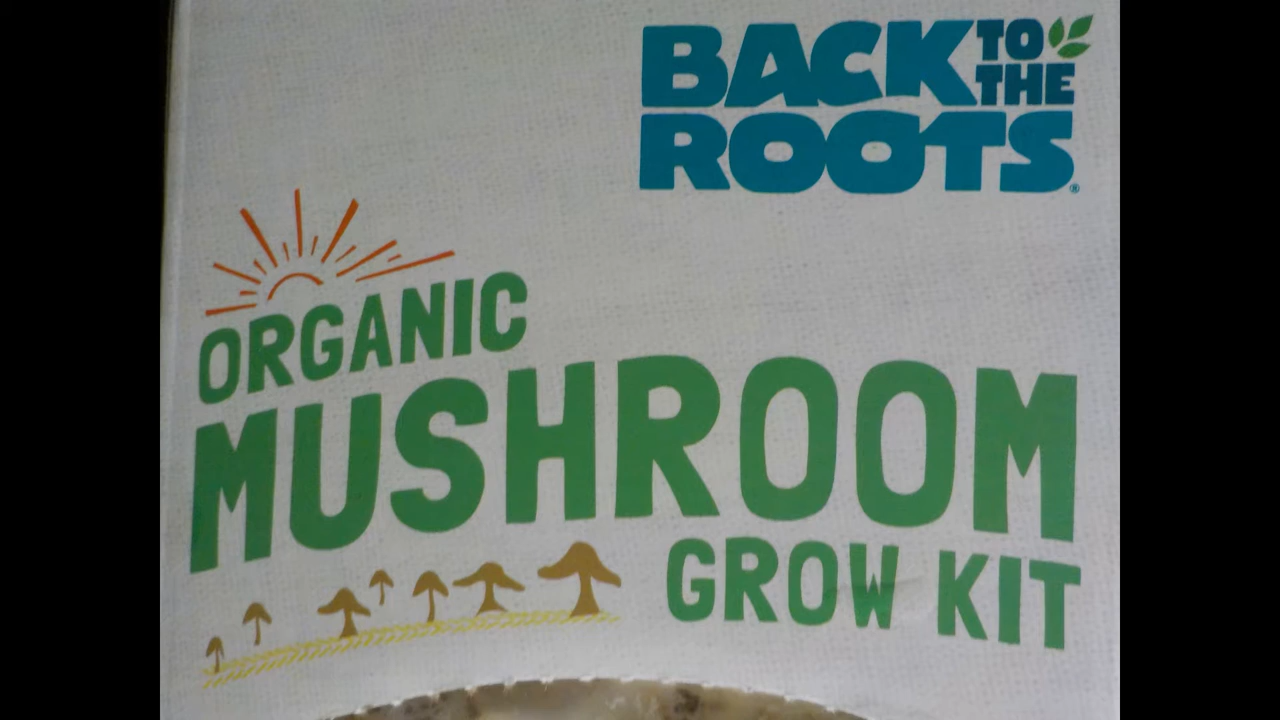 BACK TO THE
ROOTS®
ORGANIC
MUSHROOM
GROW KIT